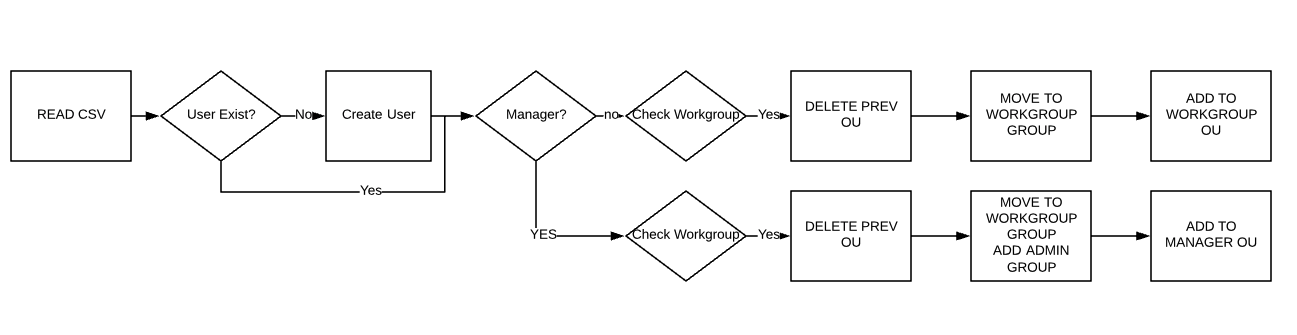 READ CSV
User Exist?
No
Create User
Yes
Manager?
no
Check Workgroup
Yes
DELETE PREV
OU
MOVE TO
WORKGROUP
GROUP
ADD TO
WORKGROUP
OU
YES
Check Workgroup
Yes
DELETE PREV
OU
MOVE TO
WORKGROUP
GROUP
ADD ADMIN
GROUP
ADD TO
MANAGER OU